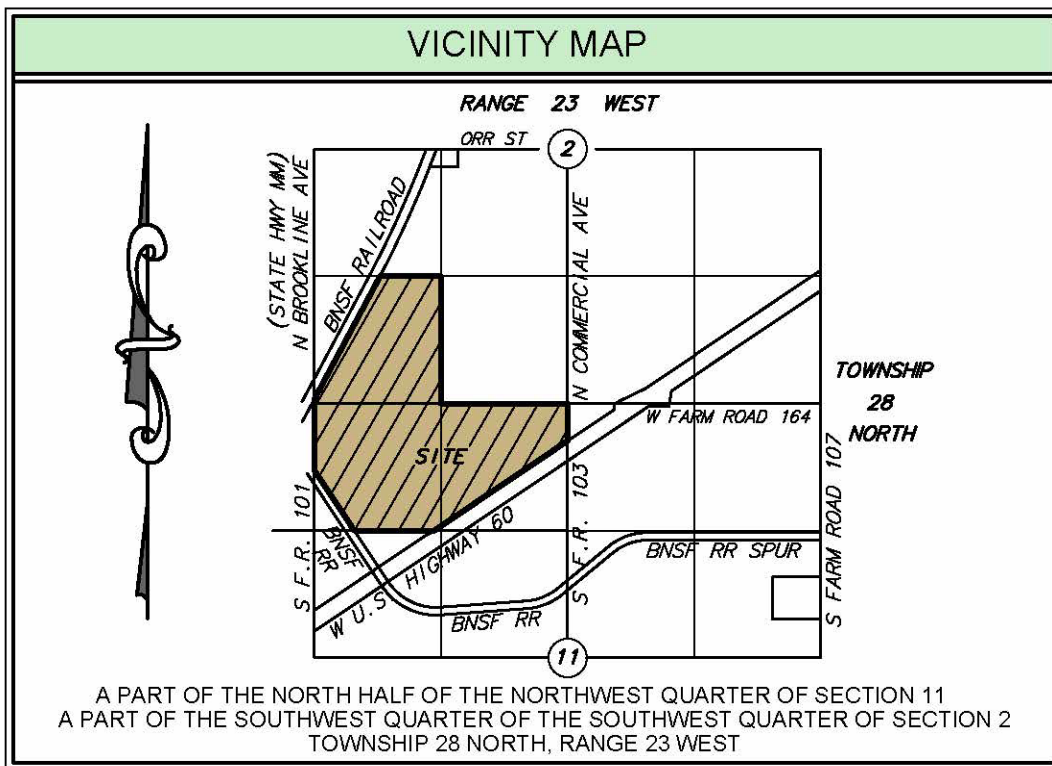 VICINITY MAP
RANGE 23 WEST
ORR ST
2
(STATE HWY MM)
N BROOKLINE AVE
BNSF RAILROAD
N COMMERCIAL AVE
TOWNSHIP
28
NORTH
W FARM ROAD 164
SITE
S F.R. 101
BNSF
RR
W U.S HIGHWAY 60
S F.R. 103
BNSF RR SPUR
S FARM ROAD 107
BNSF RR
11
A PART OF THE NORTH HALF OF THE NORTHWEST QUARTER OF SECTION 11
A PART OF THE SOUTHWEST QUARTER OF THE SOUTHWEST QUARTER OF SECTION 2
TOWNSHIP 28 NORTH, RANGE 23 WEST